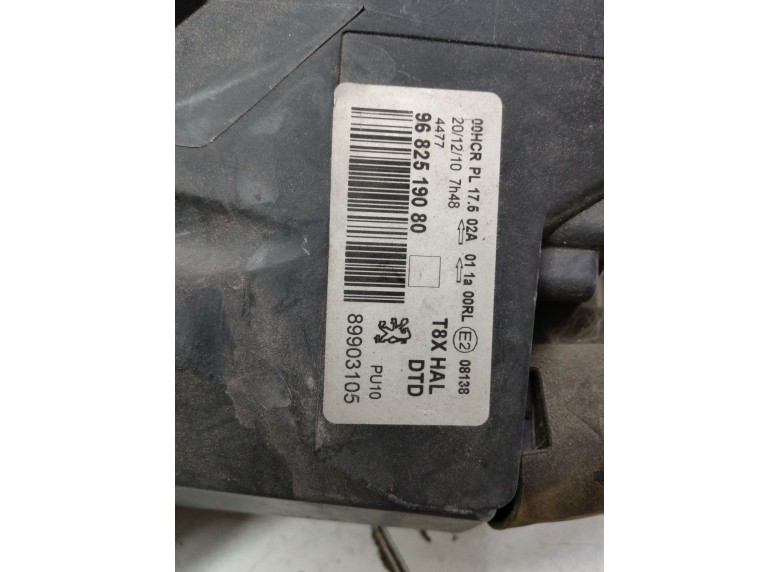 00HCR PL 17.5 02A 01 1a 00RL E2 08138
20/12/10 7h48
4477
96 825 190 80
T8X HAL
DTD
PU10
89903105